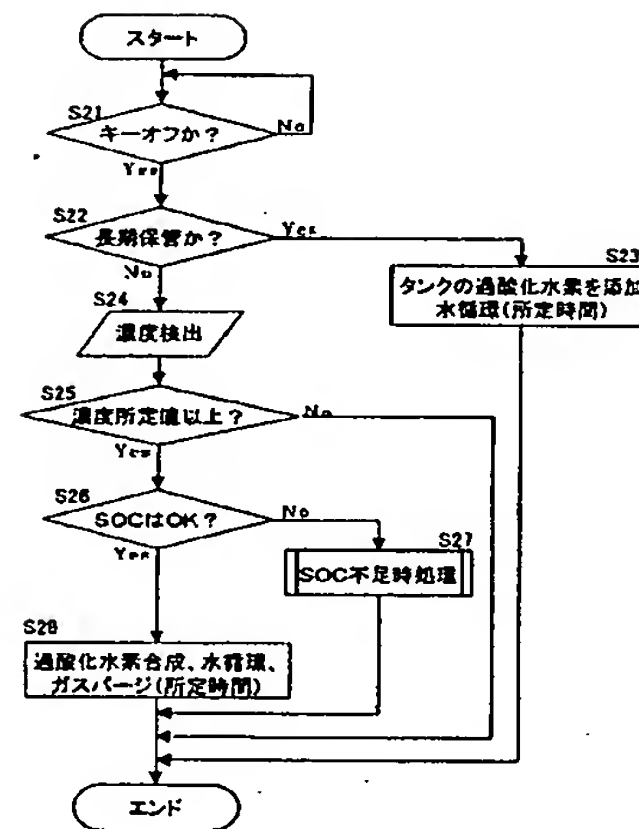 スタート
S21
キーオフか？
No
Yes
S22
長期保管か？
Yes
No
S23
タンクの過酸化水素を添加
水循環(所定時間)
S24
濃度検出
S25
濃度所定値以上？
No
Yes
S26
SOCはOK？
No
Yes
S27
SOC不足時処理
S28
過酸化水素合成、水循環、
ガスパージ(所定時間)
エンド